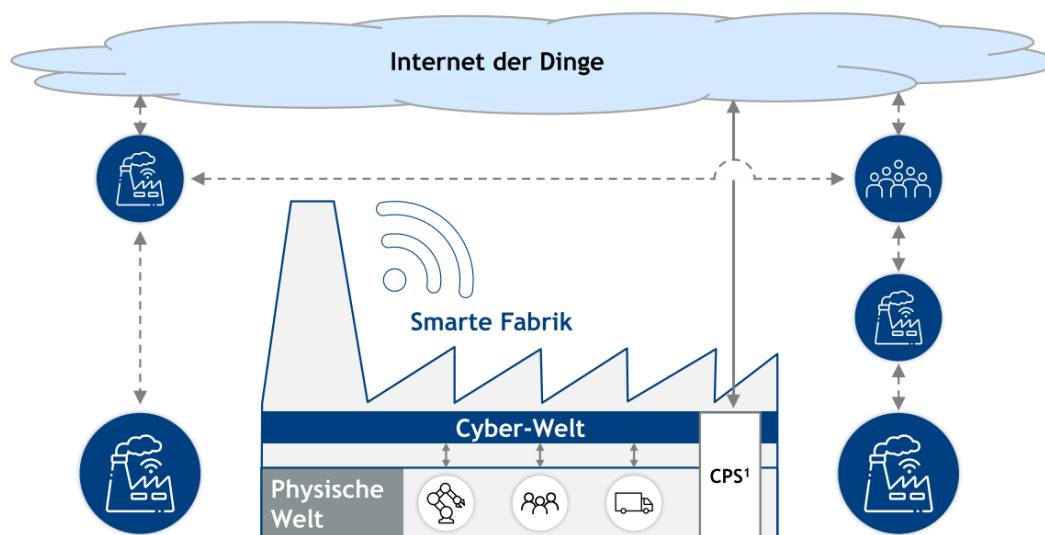 Internet der Dinge
Smarte Fabrik
Cyber-Welt
CPS¹
Physische
Welt